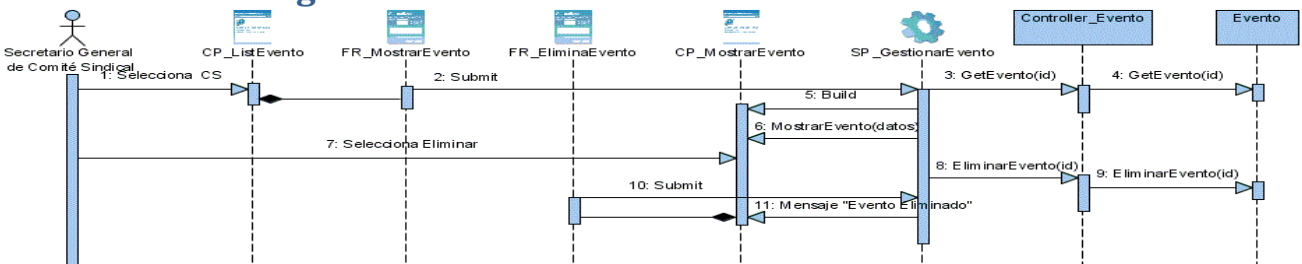 Secretario General
de Comité Sindical
CP_ListEvento
FR_MostrarEvento
FR_EliminaEvento
CP_MostrarEvento
SP_GestionarEvento
Controller_Evento
Evento
1: Selecciona CS
2: Submit
3: GetEvento(id)
4: GetEvento(id)
5: Build
6: MostrarEvento(datos)
7: Selecciona Eliminar
8: EliminarEvento(id)
9: EliminarEvento(id)
10: Submit
11: Mensaje "Evento Eliminado"